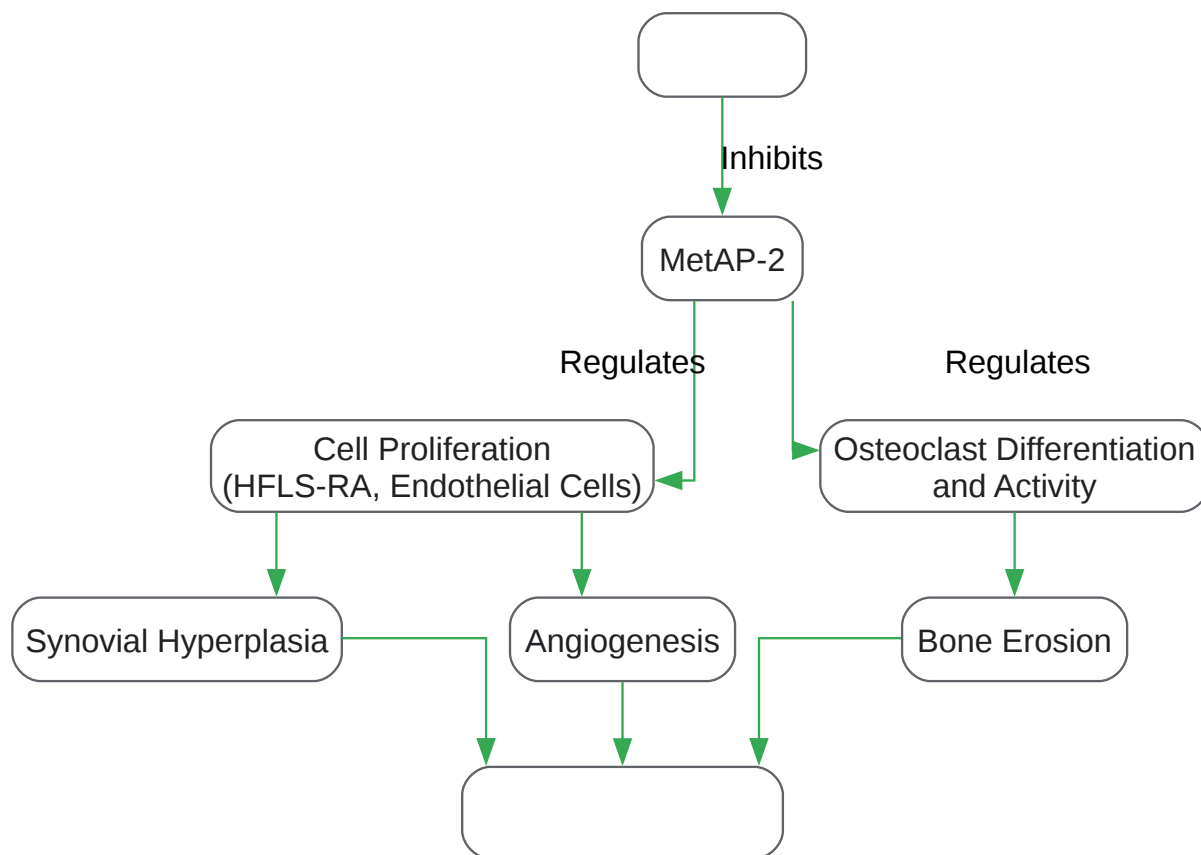 Inhibits
MetAP-2
Regulates
Regulates
Cell Proliferation
(HFLS-RA, Endothelial Cells)
Osteoclast Differentiation
and Activity
Synovial Hyperplasia
Angiogenesis
Bone Erosion